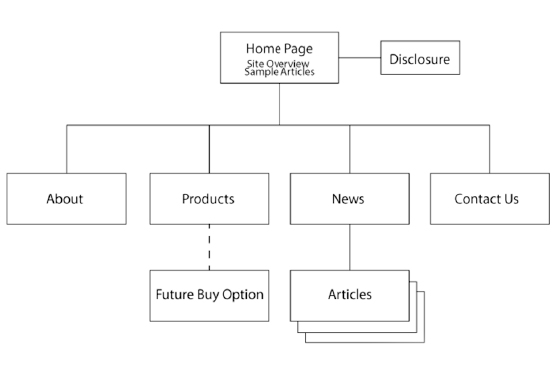 Home Page
Site Overview
Sample Articles
Disclosure
About
Products
News
Contact Us
Future Buy Option
Articles